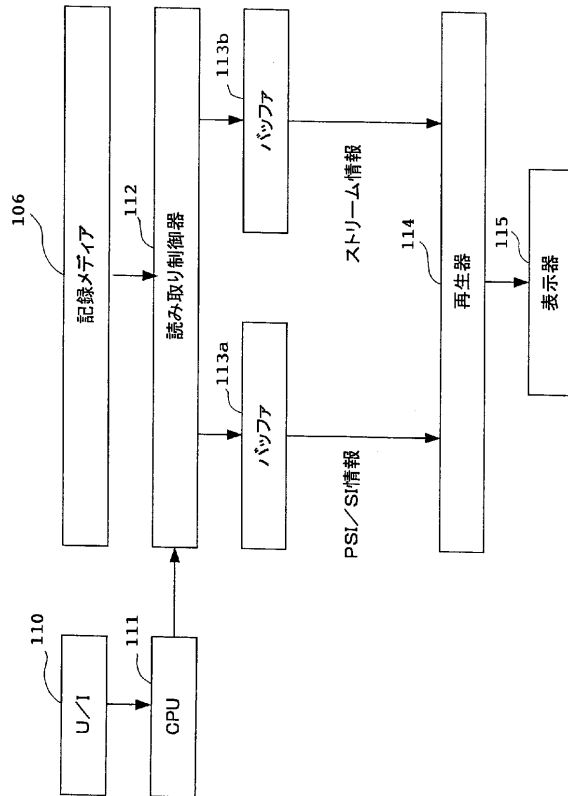 106
記録メディア
110
U/I
111
CPU
112
読み取り制御器
113a
バッファ
113b
バッファ
PSI/SI情報
ストリーム情報
114
再生器
115
表示器